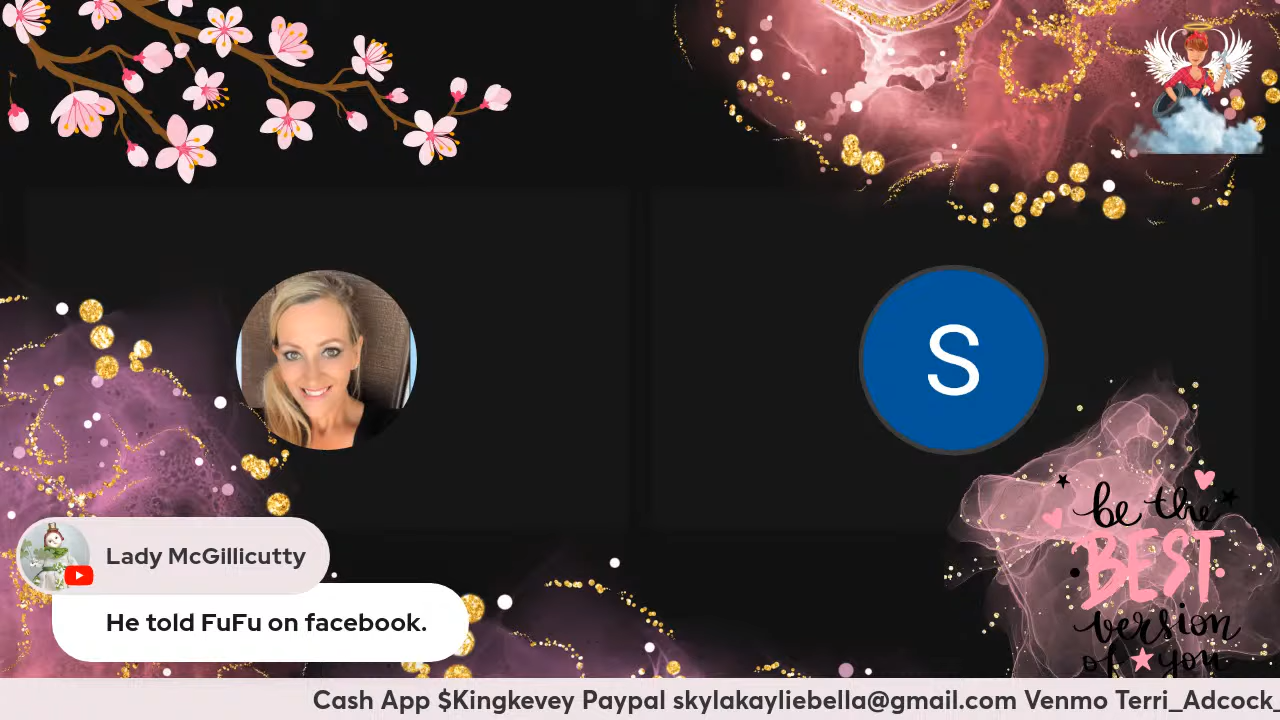 S
be the
BEST
version
of you
Lady McGillicutty
He told FuFu on facebook.
Cash App $Kingkevey Paypal skylakayliebella@gmail.com Venmo Terri_Adcock_